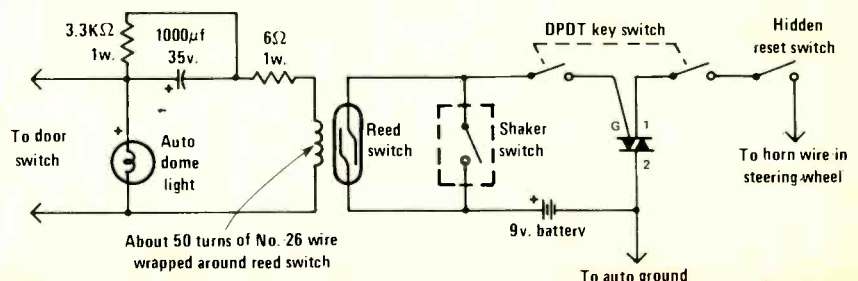 3.3KΩ
1w.
1000µf
35v.
6Ω
1w.
DPDT key switch
Hidden
reset switch
+
To door
switch
+
Auto
dome
light
Reed
switch
Shaker
switch
G
1
2
To horn wire in
steering wheel
About 50 turns of No. 26 wire
wrapped around reed switch
+
9v. battery
To auto ground